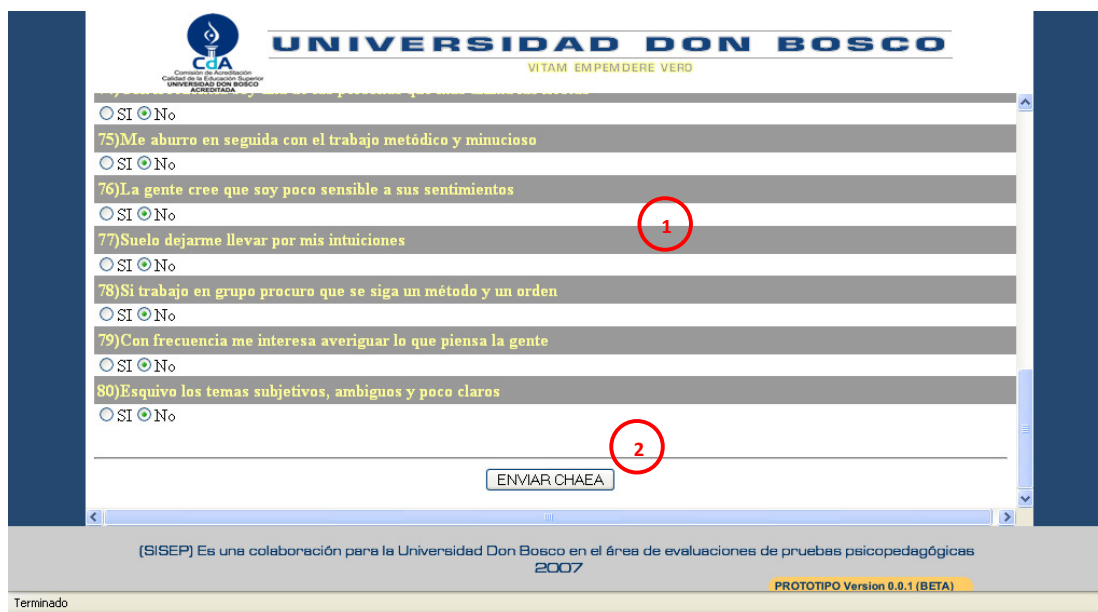 UNIVERSIDAD DON BOSCO
VITAM EMPEMDERE VERO
CdA
Comisión de Acreditación
Calidad de la Educación Superior
UNIVERSIDAD DON BOSCO
ACREDITADA
SI No
75)Me aburro en seguida con el trabajo metódico y minucioso
SI No
76)La gente cree que soy poco sensible a sus sentimientos
SI No
1
77)Suelo dejarme llevar por mis intuiciones
SI No
78)Si trabajo en grupo procuro que se siga un método y un orden
SI No
79)Con frecuencia me interesa averiguar lo que piensa la gente
SI No
80)Esquivo los temas subjetivos, ambiguos y poco claros
SI No
2
ENVIAR CHAEA
(SISEP) Es una colaboración para la Universidad Don Bosco en el área de evaluaciones de pruebas psicopedagógicas
2007
PROTOTIPO Version 0.0.1 (BETA)
Terminado